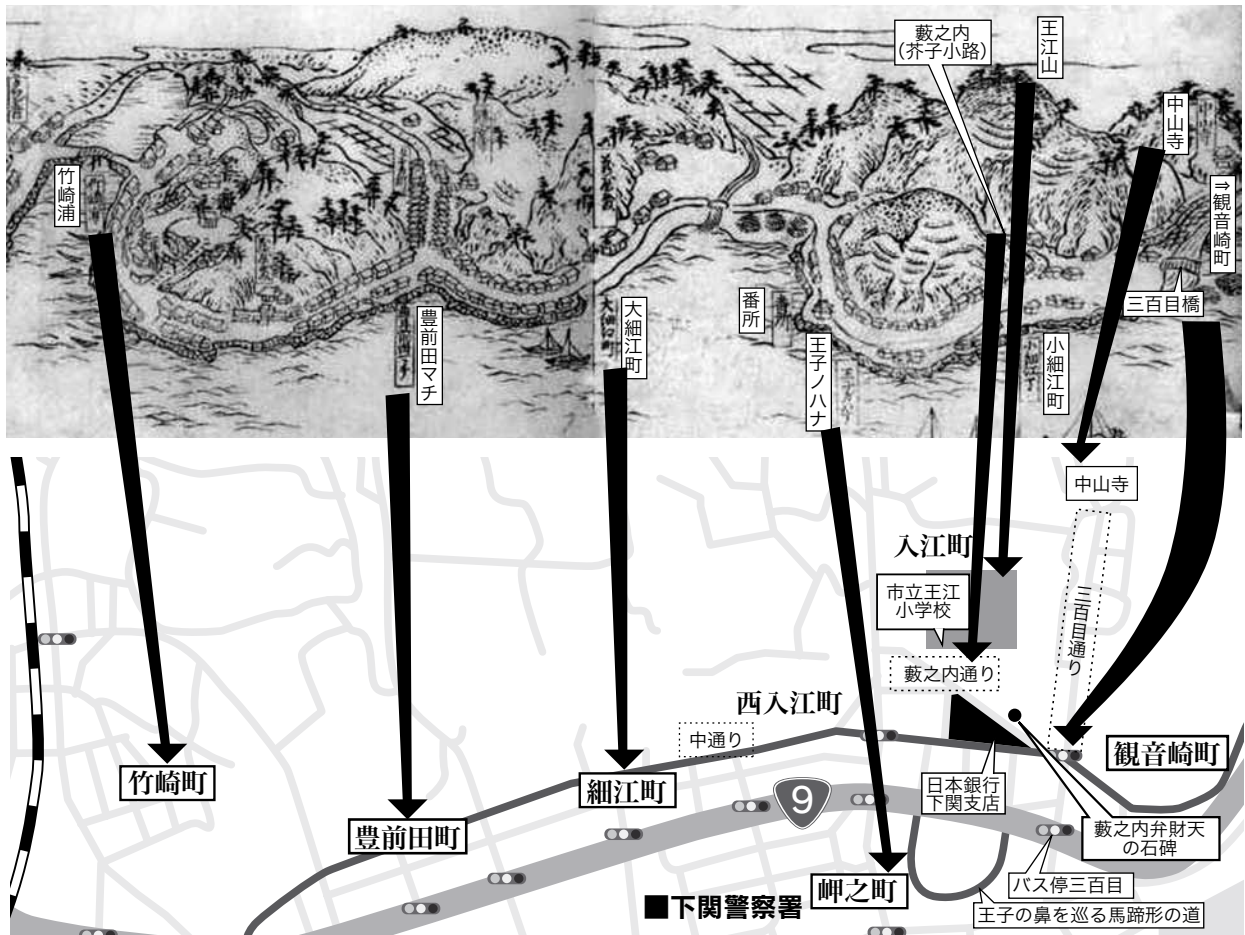 藪之内
（芥子小路）
王江山
中山寺
⇒観音崎町
竹崎浦
三百目橋
豊前田マチ
大細江町
番所
王子ノハナ
小細江町
大細江町
中山寺
入江町
市立王江
小学校
三百目通り
藪之内通り
西入江町
中通り
観音崎町
竹崎町
細江町
日本銀行
下関支店
9
豊前田町
藪之内弁財天
の石碑
岬之町
バス停三百目
■下関警察署
王子の鼻を巡る馬蹄形の道